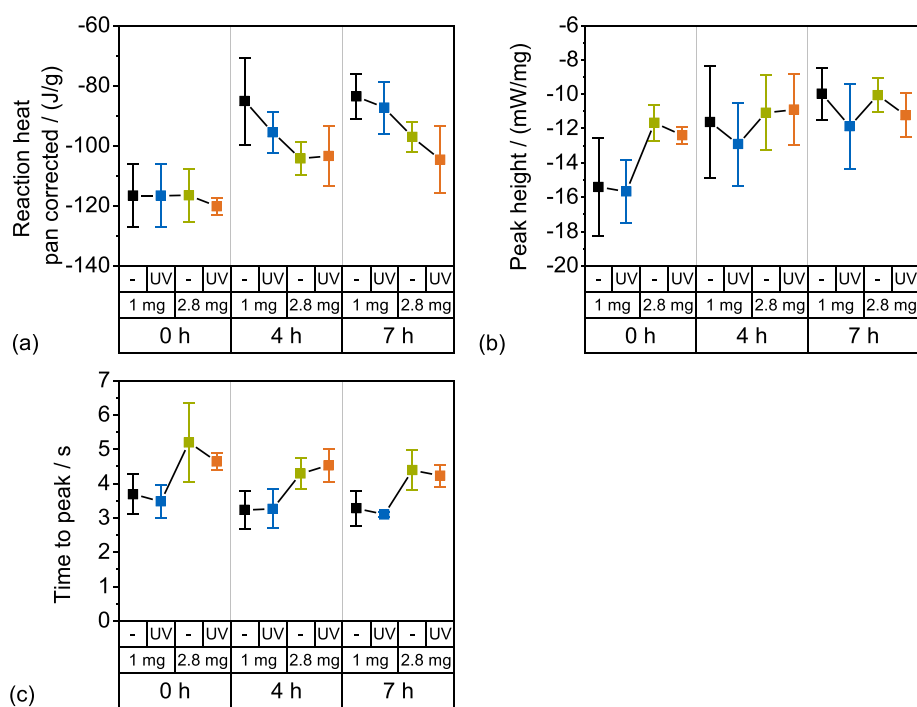 Reaction heat
pan corrected / (J/g)
-60
-80
-100
-120
-140
- UV - UV - UV - UV - UV - UV
1 mg 2.8 mg 1 mg 2.8 mg 1 mg 2.8 mg
0 h 4 h 7 h
(a)
Peak height / (mW/mg)
-6
-8
-10
-12
-14
-16
-18
-20
- UV - UV - UV - UV - UV - UV
1 mg 2.8 mg 1 mg 2.8 mg 1 mg 2.8 mg
0 h 4 h 7 h
(b)
Time to peak / s
7
6
5
4
3
2
1
0
- UV - UV - UV - UV - UV - UV
1 mg 2.8 mg 1 mg 2.8 mg 1 mg 2.8 mg
0 h 4 h 7 h
(c)